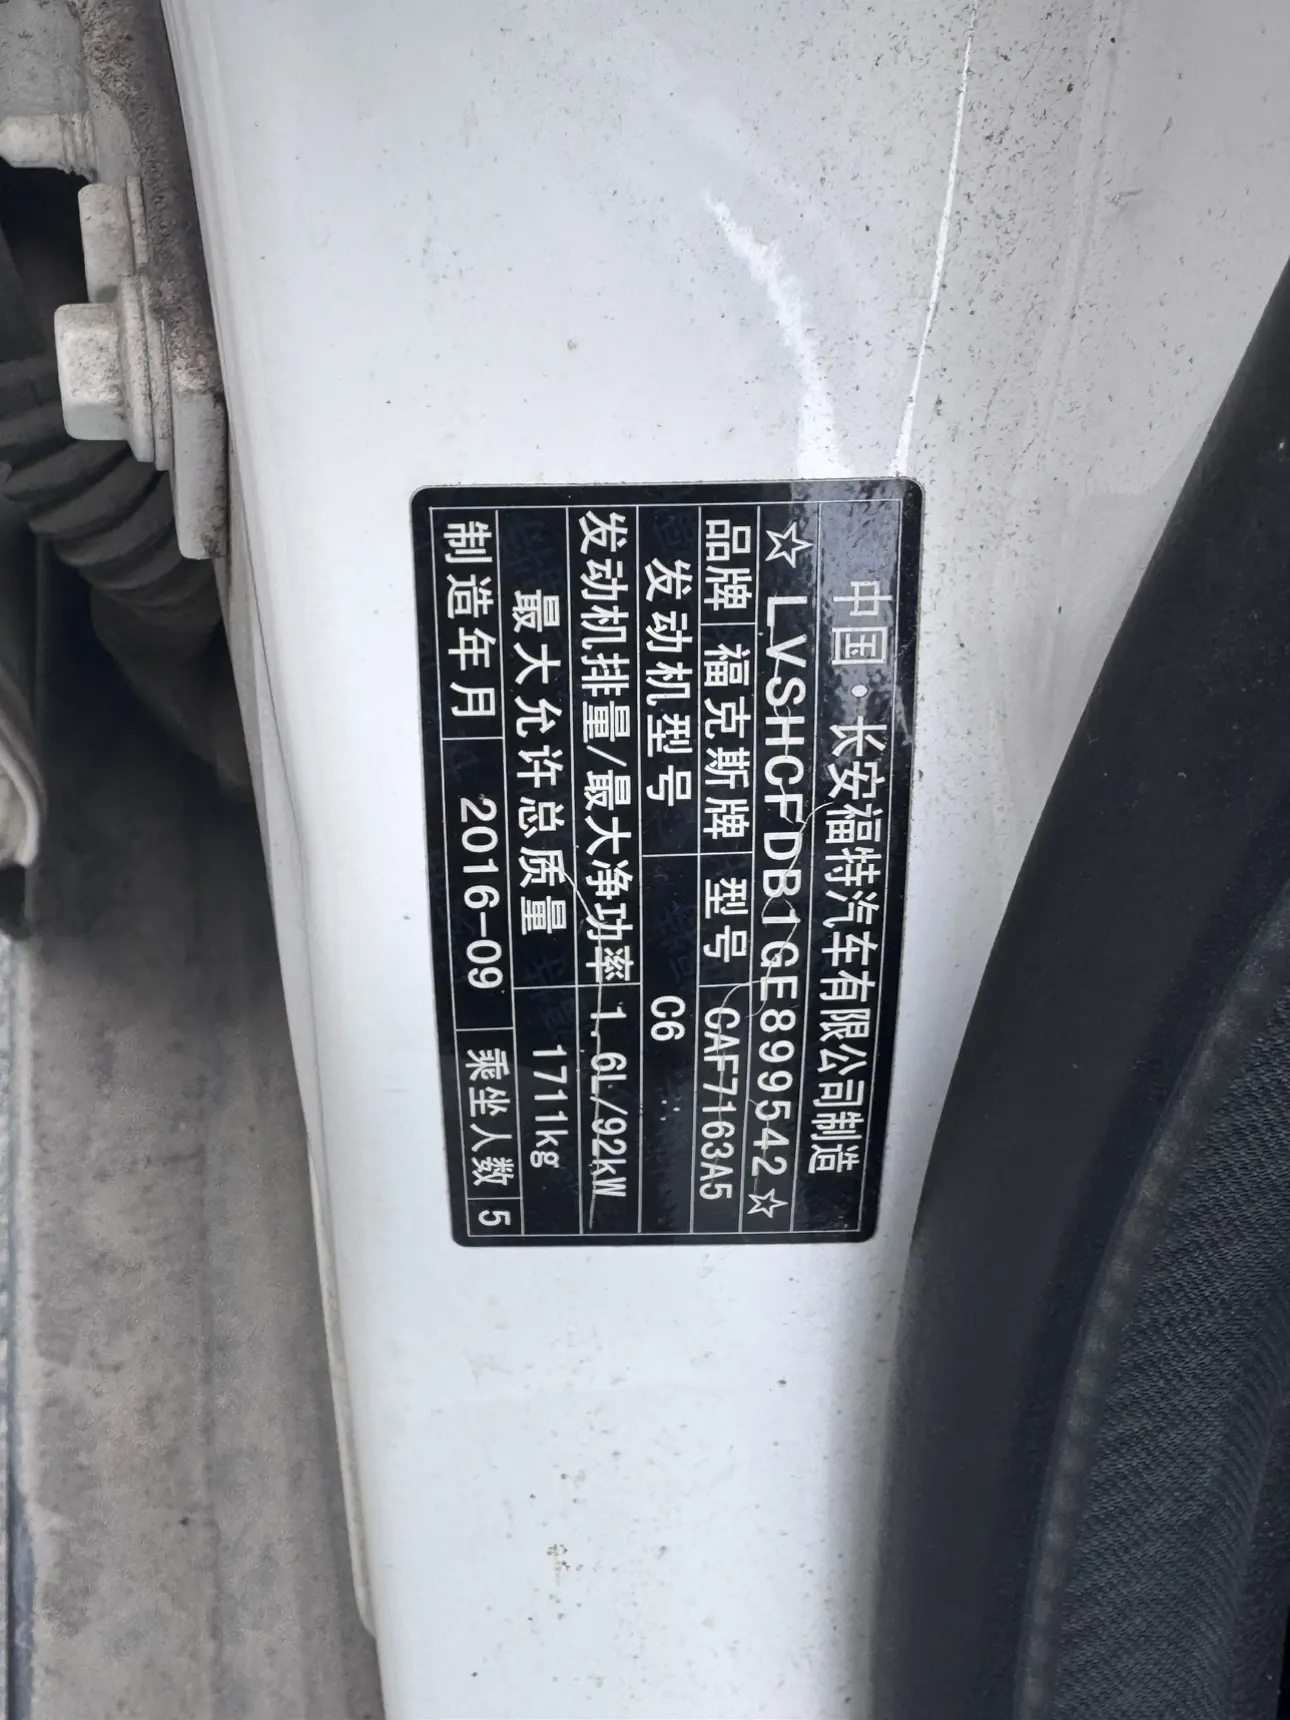 中国·长安福特汽车有限公司制造
☆LVSHCFDB1GE899542☆
品牌 福克斯牌 型号 CAF7163A5
发动机型号 C6
发动机排量/最大净功率 1.6L/92kW
最大允许总质量 1711kg
制造年月 2016-09 乘坐人数 5